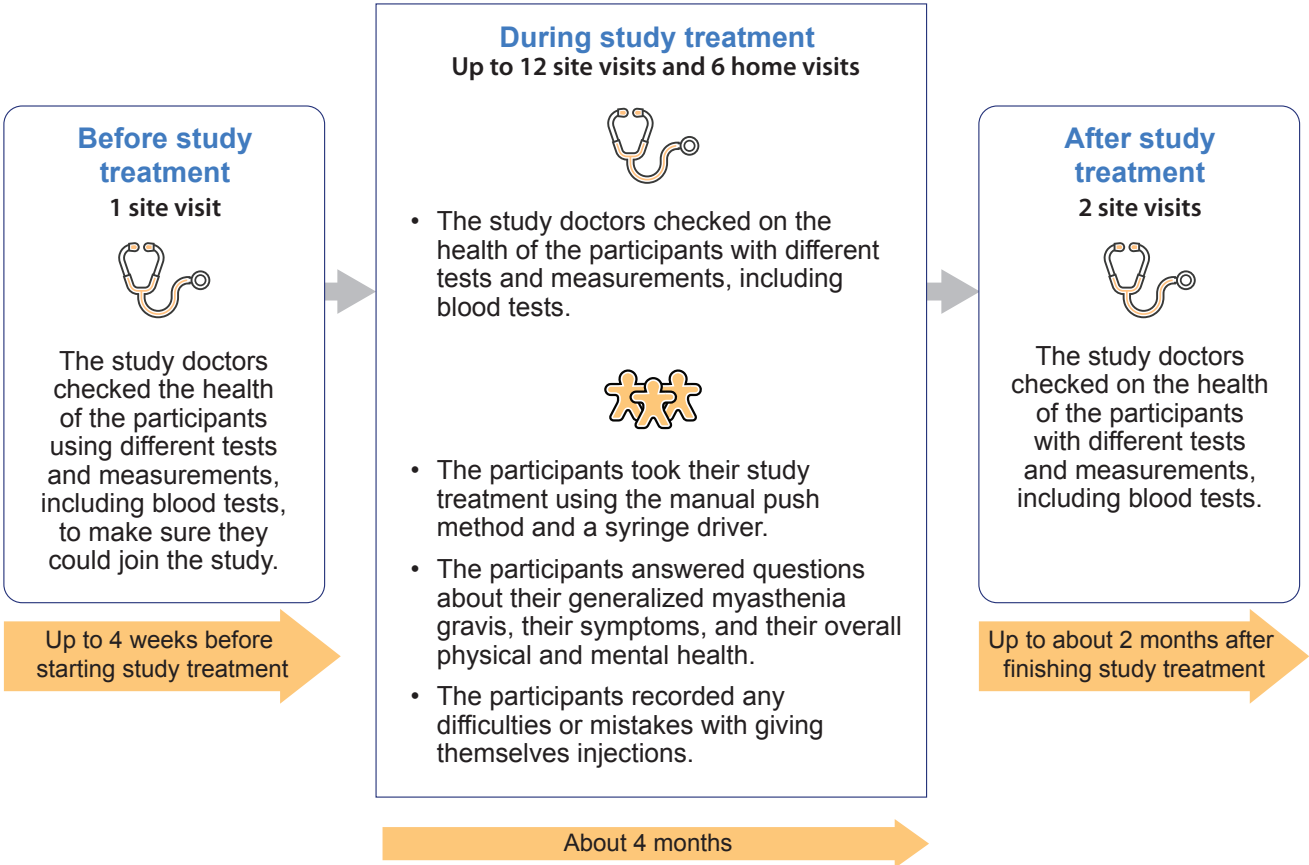 Before study
treatment
1 site visit
The study doctors
checked the health
of the participants
using different tests
and measurements,
including blood tests,
to make sure they
could join the study.
Up to 4 weeks before
starting study treatment
During study treatment
Up to 12 site visits and 6 home visits
• The study doctors checked on the
health of the participants with different
tests and measurements, including
blood tests.
• The participants took their study
treatment using the manual push
method and a syringe driver.
• The participants answered questions
about their generalized myasthenia
gravis, their symptoms, and their overall
physical and mental health.
• The participants recorded any
difficulties or mistakes with giving
themselves injections.
About 4 months
After study
treatment
2 site visits
The study doctors
checked on the health
of the participants
with different tests
and measurements,
including blood tests.
Up to about 2 months after
finishing study treatment